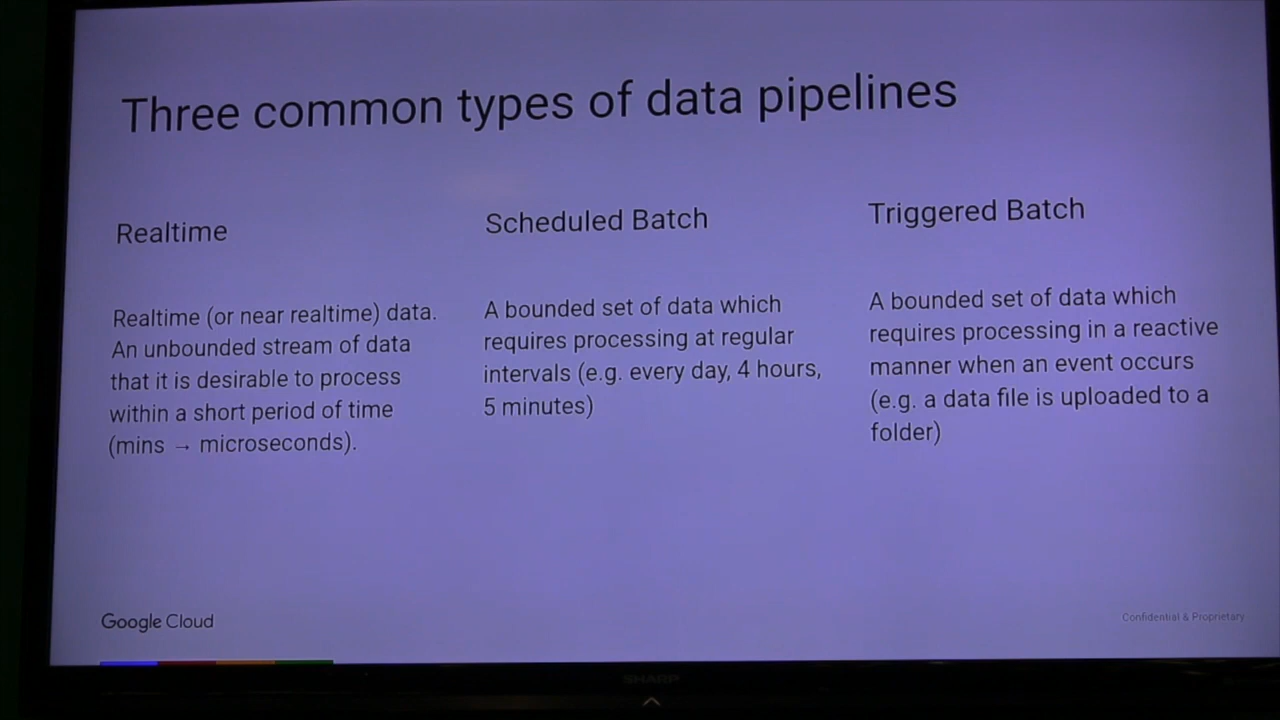 Three common types of data pipelines
Realtime
Realtime (or near realtime) data.
An unbounded stream of data
that it is desirable to process
within a short period of time
(mins → microseconds).
Scheduled Batch
A bounded set of data which
requires processing at regular
intervals (e.g. every day, 4 hours,
5 minutes)
Triggered Batch
A bounded set of data which
requires processing in a reactive
manner when an event occurs
(e.g. a data file is uploaded to a
folder)
Google Cloud
Confidential & Proprietary
SHARP